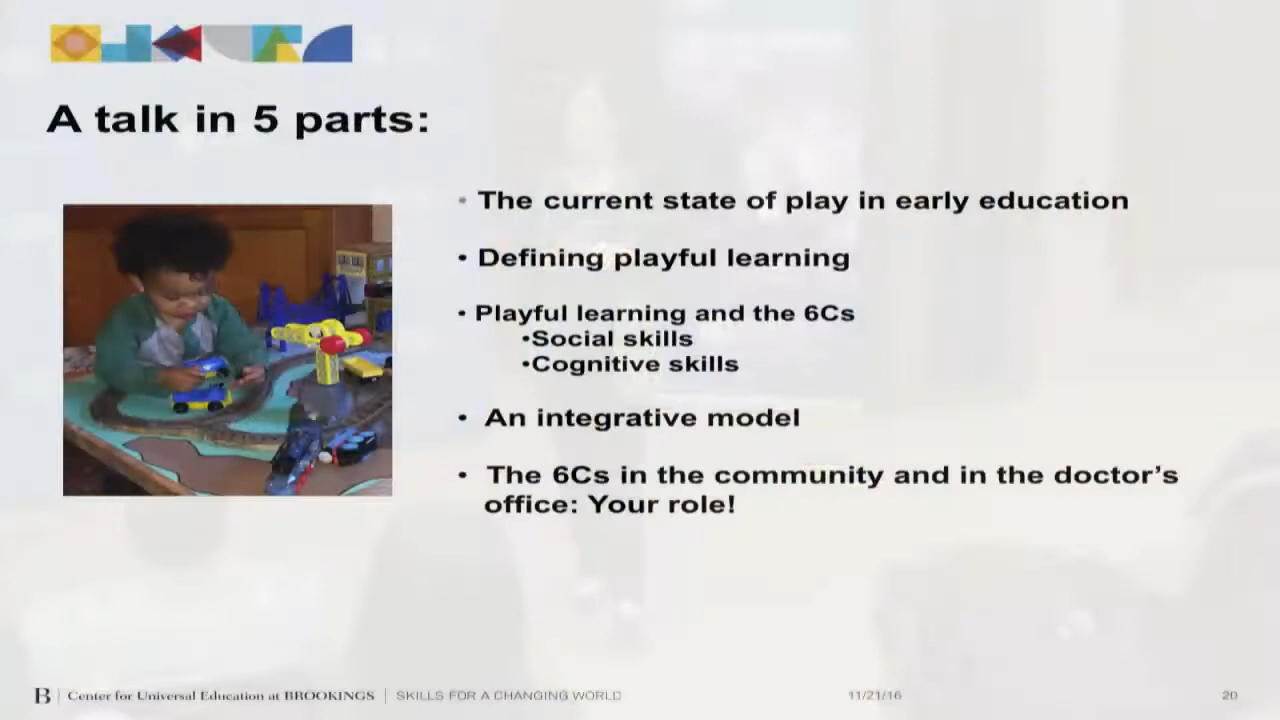 A talk in 5 parts:
• The current state of play in early education
• Defining playful learning
• Playful learning and the 6Cs
•Social skills
•Cognitive skills
• An integrative model
• The 6Cs in the community and in the doctor's
office: Your role!
B | Center for Universal Education at BROOKINGS | SKILLS FOR A CHANGING WORLD 11/21/16 20